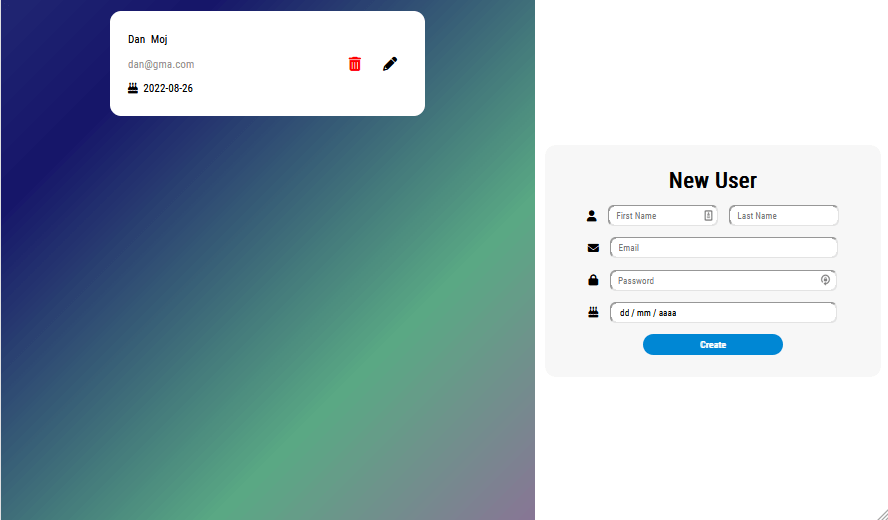 Dan Moj
dan@gma.com
2022-08-26
New User
First Name
Last Name
Email
Password
dd / mm / aaaa
Create